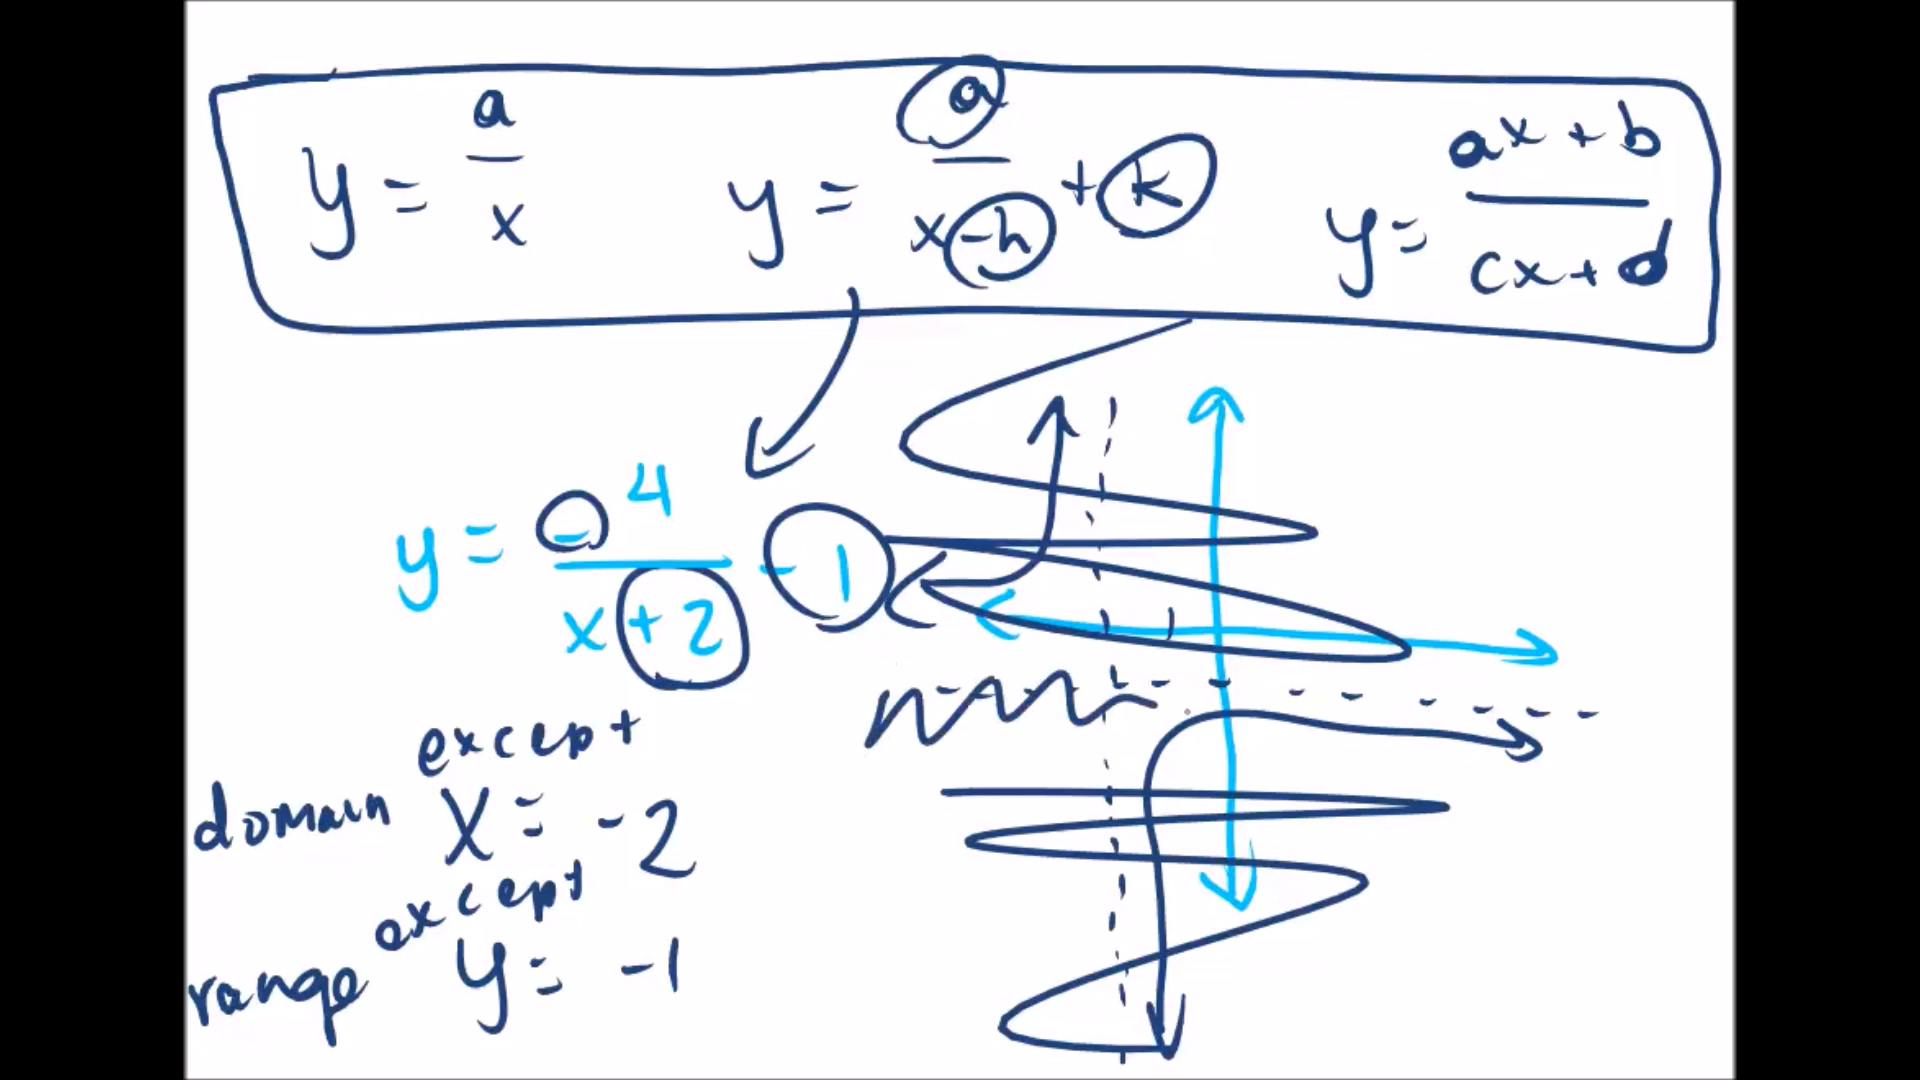 y = a/x
y = a/(x-h) + k
y = (ax + b)/(cx + d)
y = -4/(x+2) - 1
except
domain x = -2
except
range y = -1